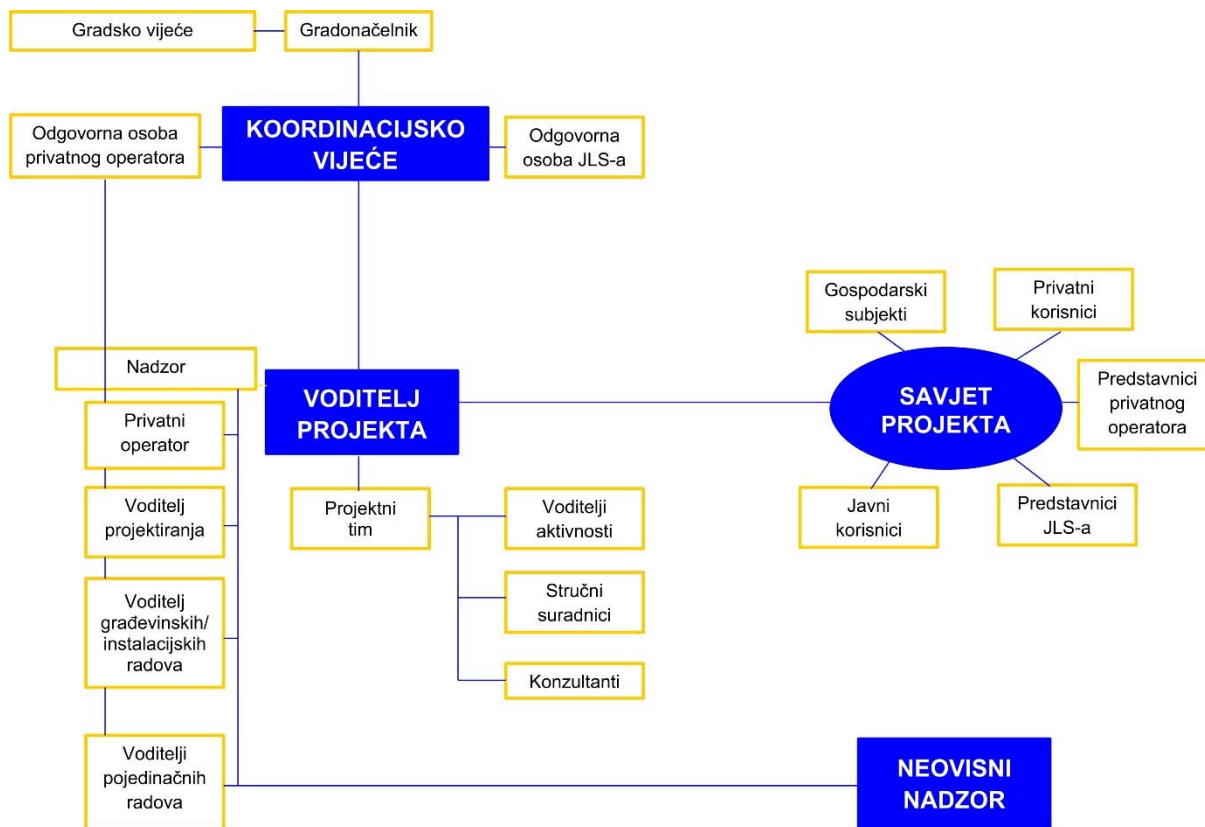 Gradsko vijeće
Gradonačelnik
Odgovorna osoba
privatnog operatora
KOORDINACIJSKO
VIJEĆE
Odgovorna
osoba JLS-a
Gospodarski
subjekti
Privatni
korisnici
Nadzor
VODITELJ
PROJEKTA
SAVJET
PROJEKTA
Predstavnici
privatnog
operatora
Privatni
operator
Voditelj
projektiranja
Projektni
tim
Voditelji
aktivnosti
Javni
korisnici
Predstavnici
JLS-a
Voditelj
građevinskih/
instalacijskih
radova
Stručni
suradnici
Konzultanti
Voditelji
pojedinačnih
radova
NEOVISNI
NADZOR